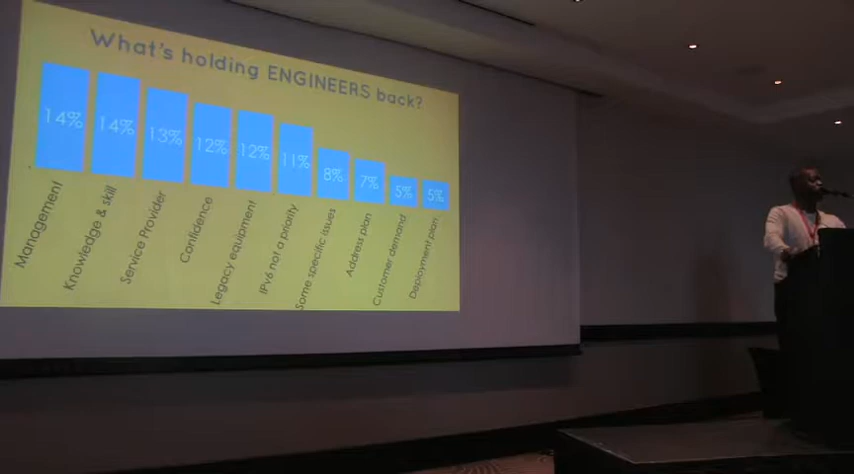 What's holding ENGINEERS back?
14%
14%
13%
12%
12%
11%
8%
7%
5%
5%
Management
Knowledge & skill
Service Provider
Confidence
Legacy equipment
IPv6 not a priority
Some specific issues
Address plan
Customer demand
Deployment plan